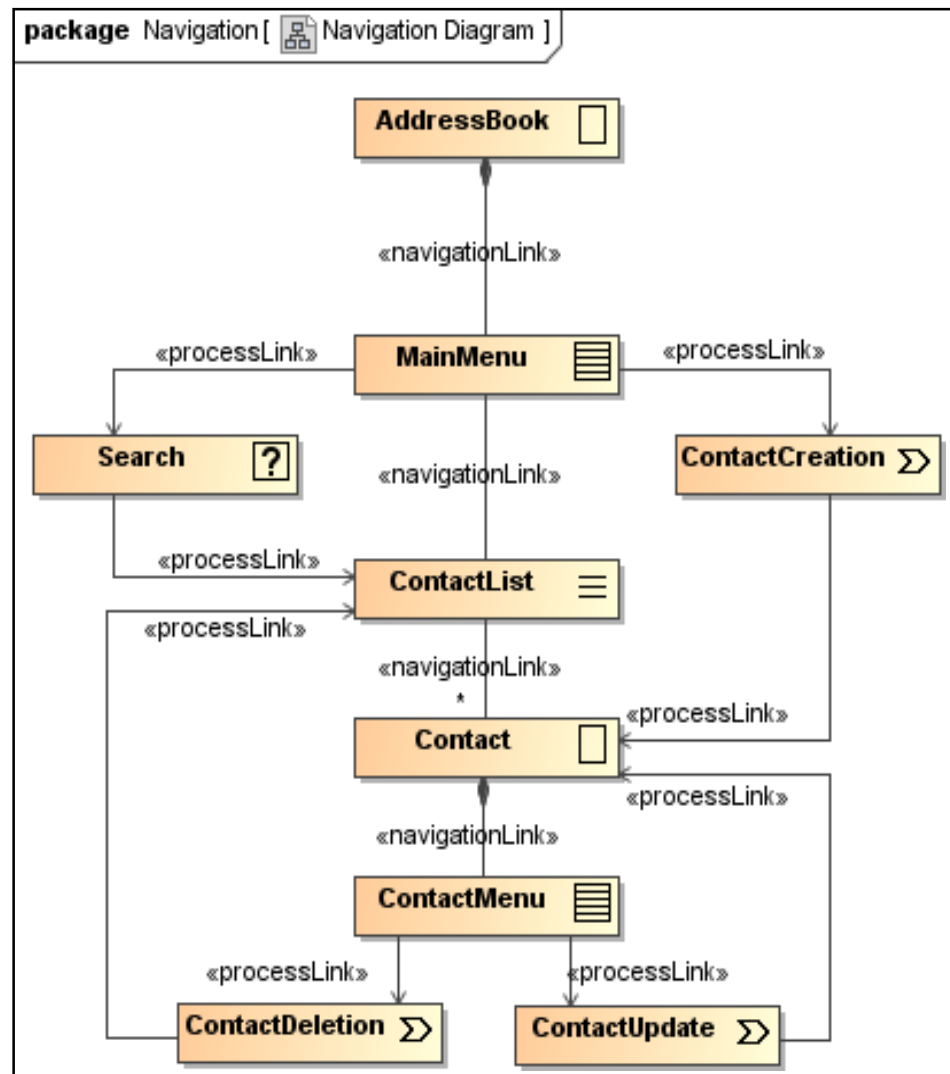 package Navigation [ Navigation Diagram ]
AddressBook
«navigationLink»
«processLink»
MainMenu
«processLink»
Search
?
«navigationLink»
ContactCreation
«processLink»
ContactList
«processLink»
«navigationLink»
*
«processLink»
Contact
«processLink»
«navigationLink»
ContactMenu
«processLink»
«processLink»
ContactDeletion
ContactUpdate